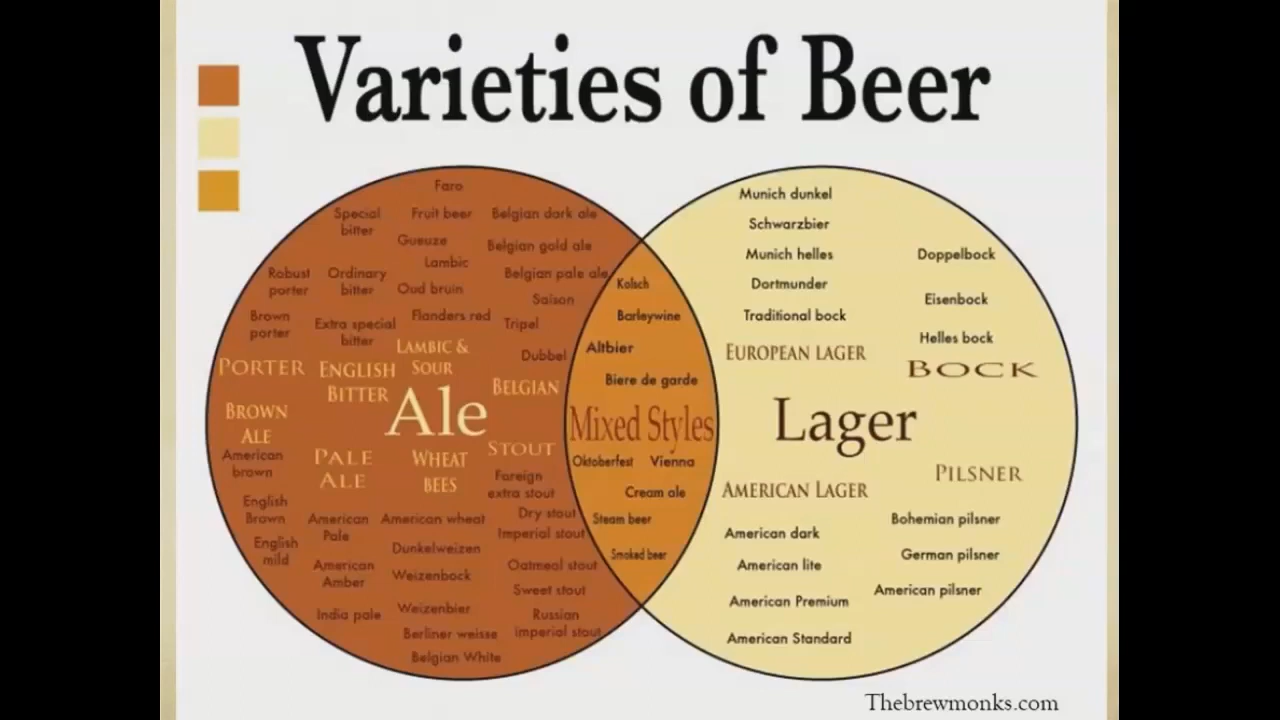 Varieties of Beer
Faro
Special
bitter
Fruit beer
Belgian dark ale
Gueuze
Belgian gold ale
Lambic
Robust
porter
Ordinary
bitter
Oud bruin
Belgian pale ale
Saison
Brown
porter
Extra special
bitter
Flanders red
Tripel
Dubbel
PORTER
ENGLISH
BITTER
LAMBIC &
SOUR
BELGIAN
BROWN
ALE
Ale
American
brown
PALE
ALE
WHEAT
BEES
STOUT
Foreign
extra stout
English
Brown
American
Pale
American wheat
Dry stout
Imperial stout
English
mild
Dunkelweizen
American
Amber
Weizenbock
Oatmeal stout
Sweet stout
India pale
Weizenbier
Russian
imperial stout
Berliner weisse
Belgian White
Kolsch
Barleywine
Altbier
Biere de garde
Mixed Styles
Oktoberfest
Vienna
Cream ale
Steam beer
Smoked beer
Munich dunkel
Schwarzbier
Munich helles
Dortmunder
Traditional bock
EUROPEAN LAGER
Doppelbock
Eisenbock
Helles bock
BOCK
Lager
AMERICAN LAGER
American dark
American lite
American Premium
American Standard
PILSNER
Bohemian pilsner
German pilsner
American pilsner
Thebrewmonks.com